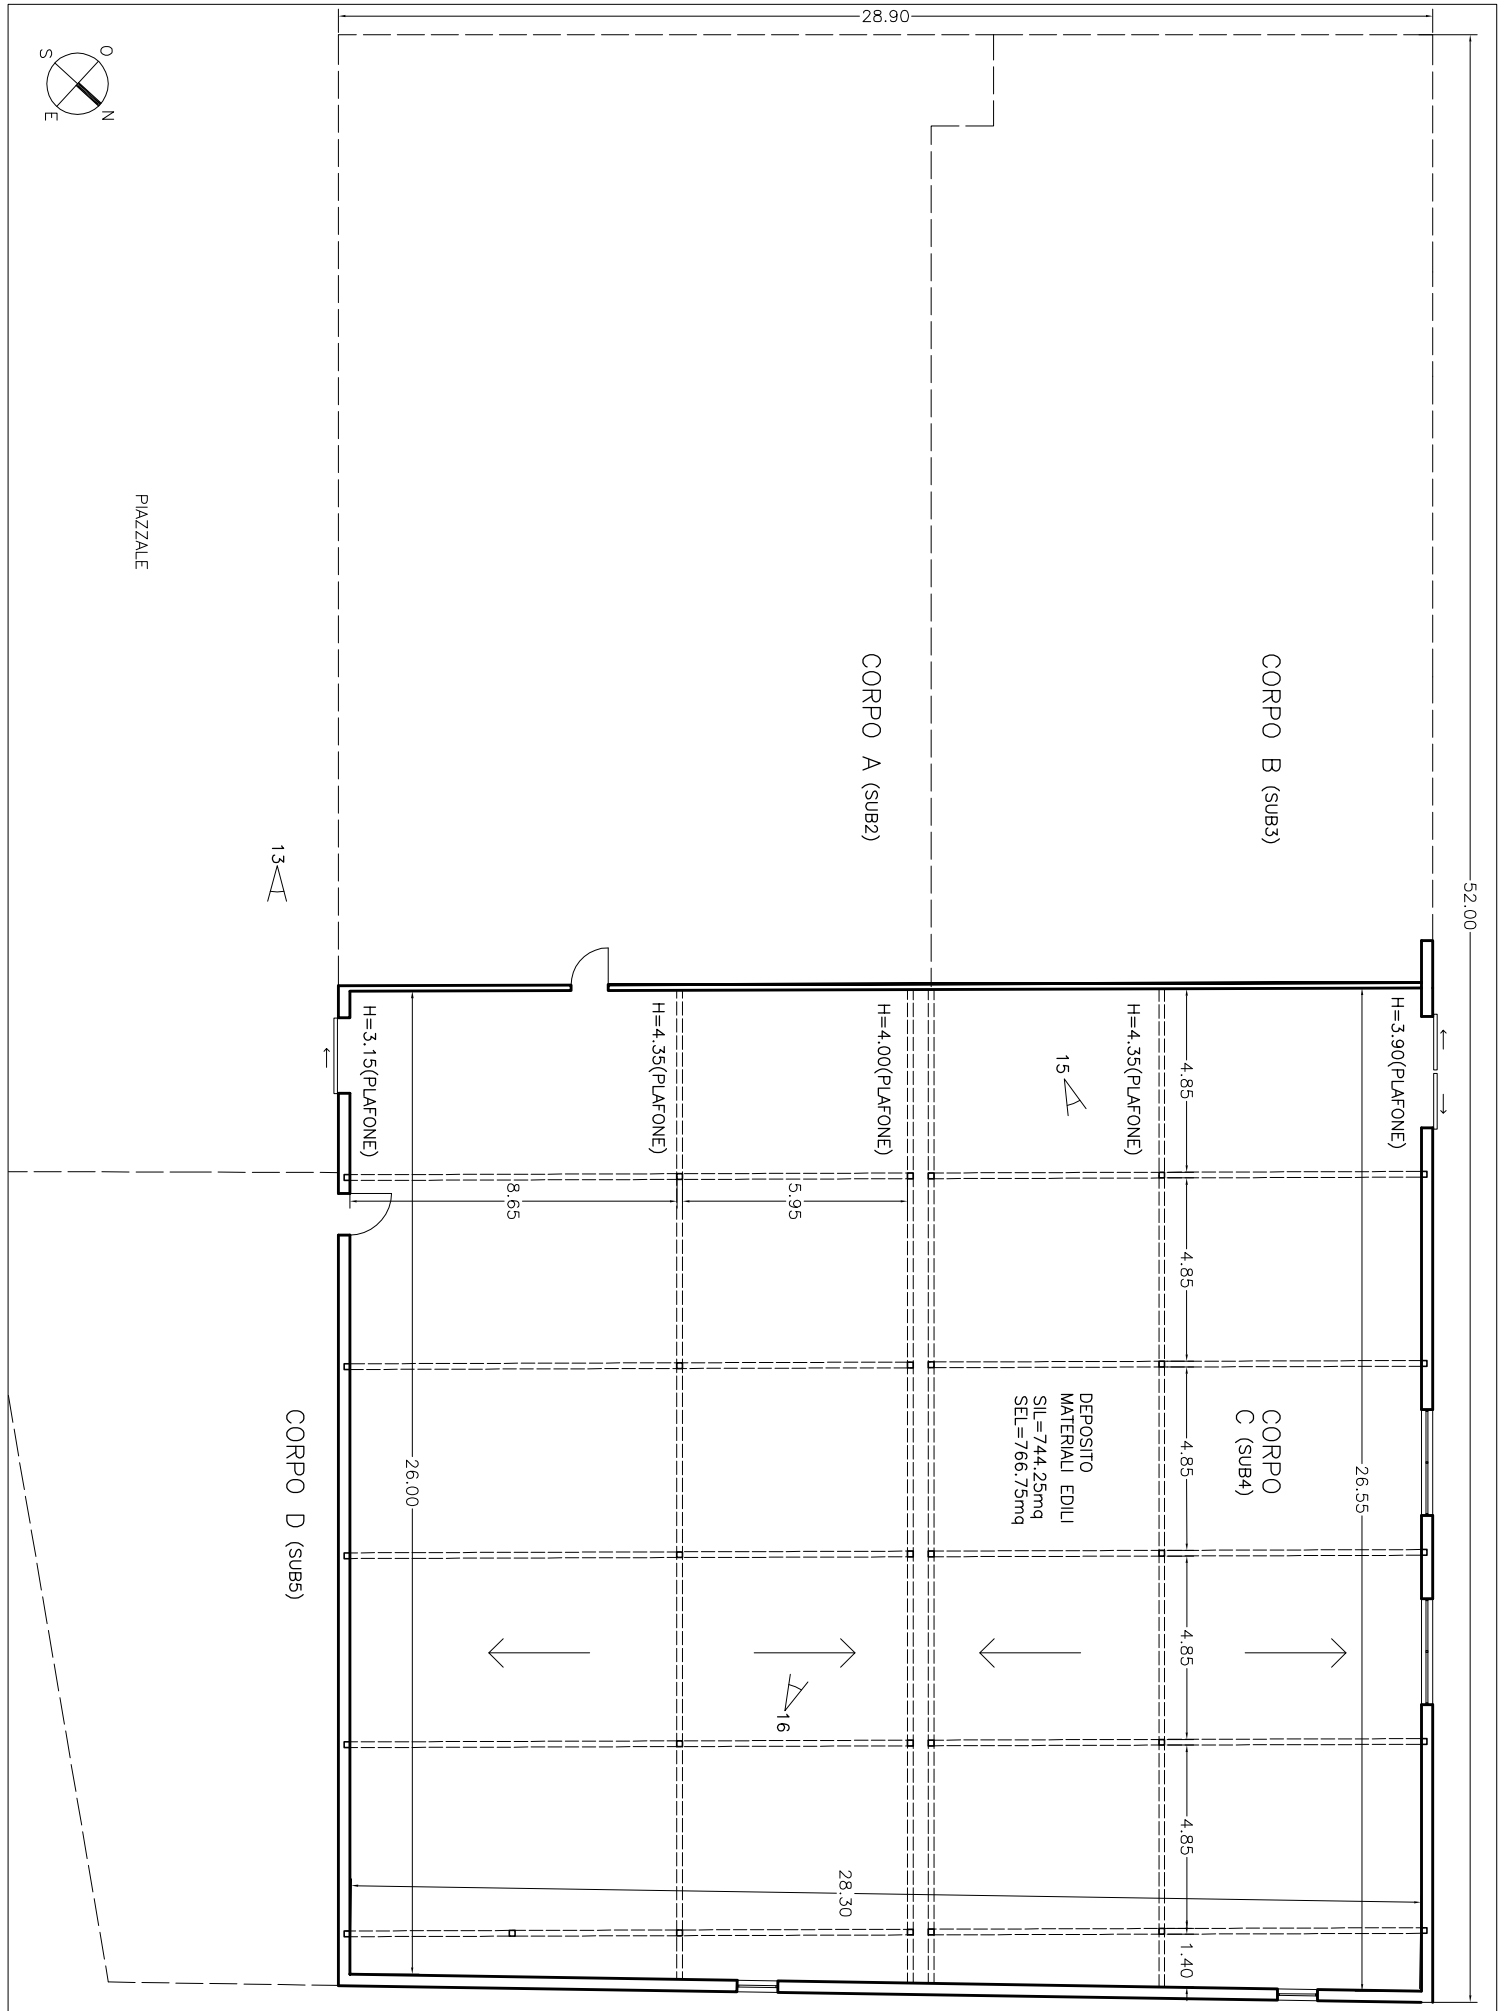 28.90
52.00
O
S
N
E
PIAZZALE
CORPO A (SUB2)
CORPO B (SUB3)
13
H=3.15(PLAFONE)
H=4.35(PLAFONE)
H=4.00(PLAFONE)
H=4.35(PLAFONE)
H=3.90(PLAFONE)
15
4.85
8.65
5.95
4.85
DEPOSITO
MATERIALI EDILI
SIL=744.25mq
SEL=766.75mq
CORPO
C (SUB4)
4.85
26.55
26.00
CORPO D (SUB5)
4.85
16
4.85
28.30
1.40